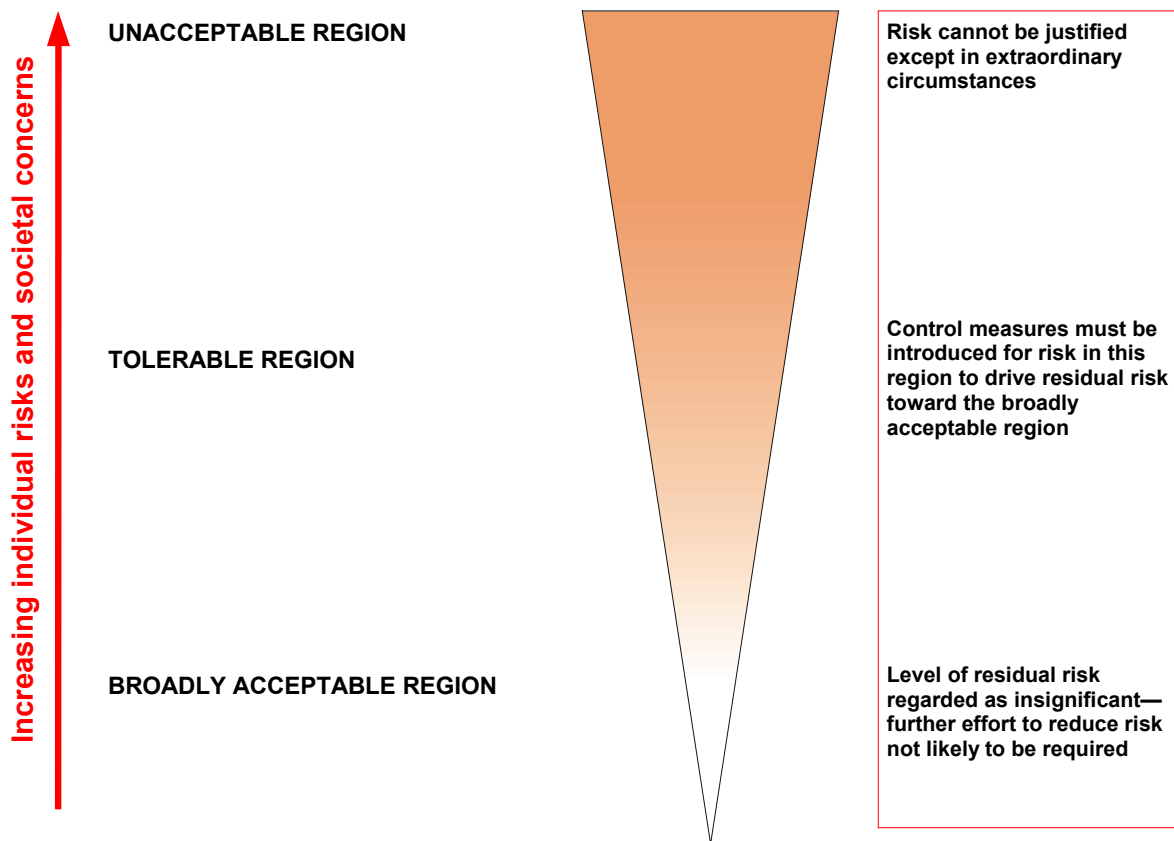 Increasing individual risks and societal concerns
UNACCEPTABLE REGION
Risk cannot be justified
except in extraordinary
circumstances
TOLERABLE REGION
Control measures must be
introduced for risk in this
region to drive residual risk
toward the broadly
acceptable region
BROADLY ACCEPTABLE REGION
Level of residual risk
regarded as insignificant—
further effort to reduce risk
not likely to be required